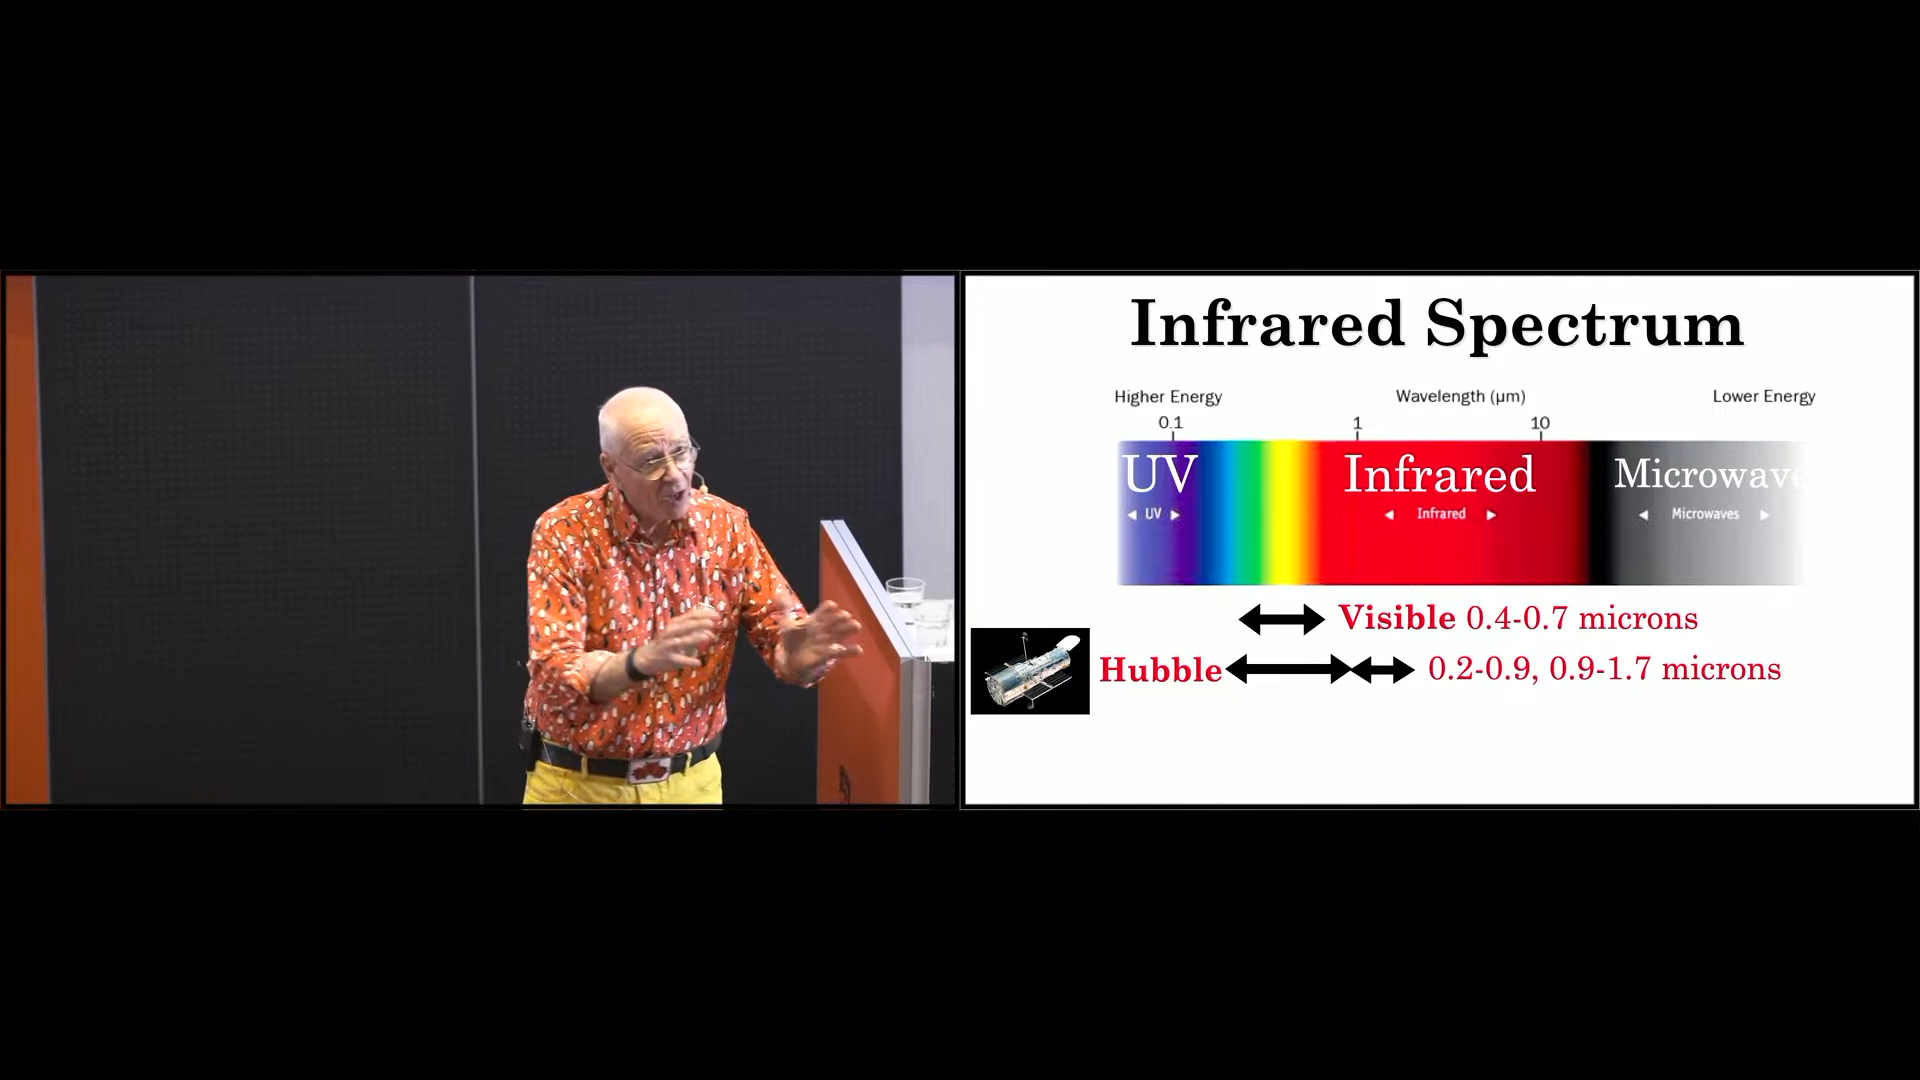 Infrared Spectrum
Higher Energy Wavelength (µm) Lower Energy
0.1 1 10
UV Infrared Microwave
UV Infrared Microwaves
Visible 0.4-0.7 microns
Hubble 0.2-0.9, 0.9-1.7 microns